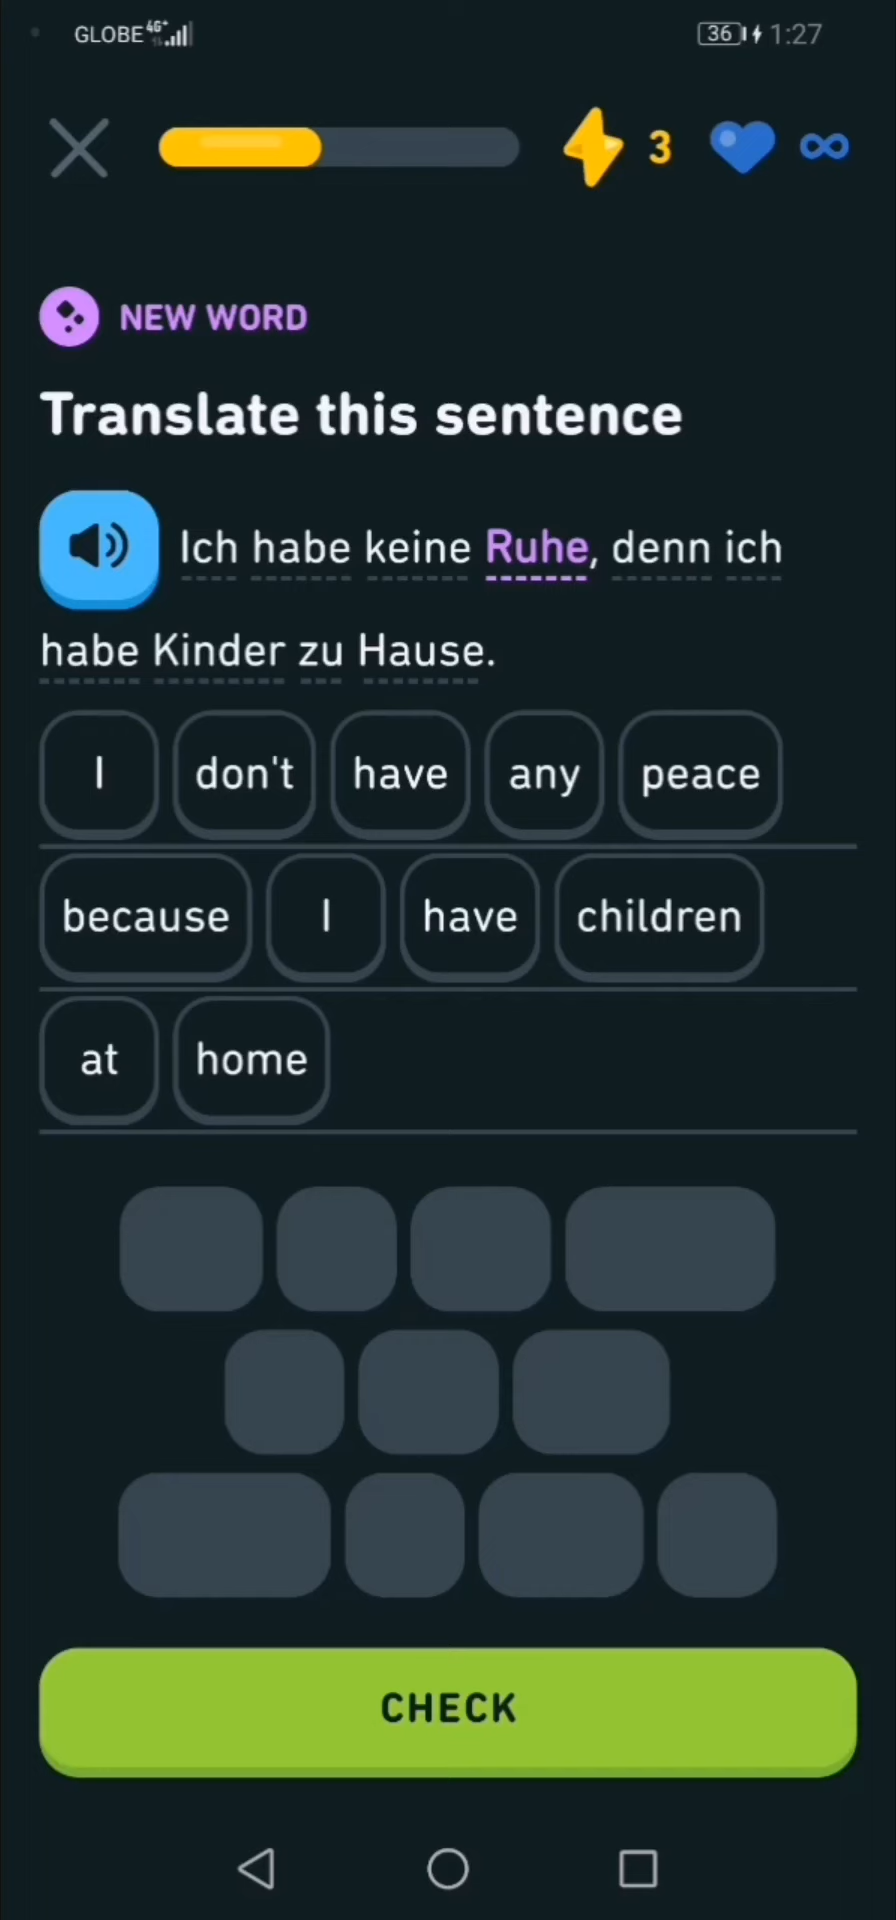 GLOBE 4G+ 36 1:27
3 ∞
NEW WORD
Translate this sentence
Ich habe keine Ruhe, denn ich
habe Kinder zu Hause.
I don't have any peace
because I have children
at home
CHECK